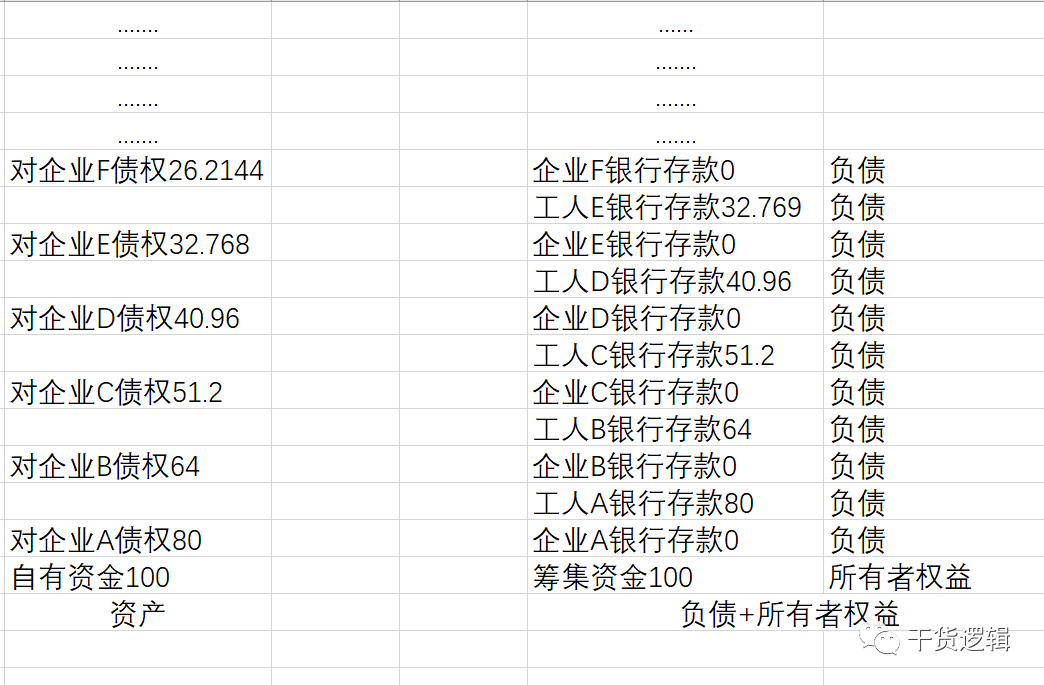 ....... ......
....... .......
....... .......
....... .......
对企业F债权26.2144 企业F银行存款0 负债
工人E银行存款32.769 负债
对企业E债权32.768 企业E银行存款0 负债
工人D银行存款40.96 负债
对企业D债权40.96 企业D银行存款0 负债
工人C银行存款51.2 负债
对企业C债权51.2 企业C银行存款0 负债
工人B银行存款64 负债
对企业B债权64 企业B银行存款0 负债
工人A银行存款80 负债
对企业A债权80 企业A银行存款0 负债
自有资金100 筹集资金100 所有者权益
资产 负债+所有者权益
干货逻辑